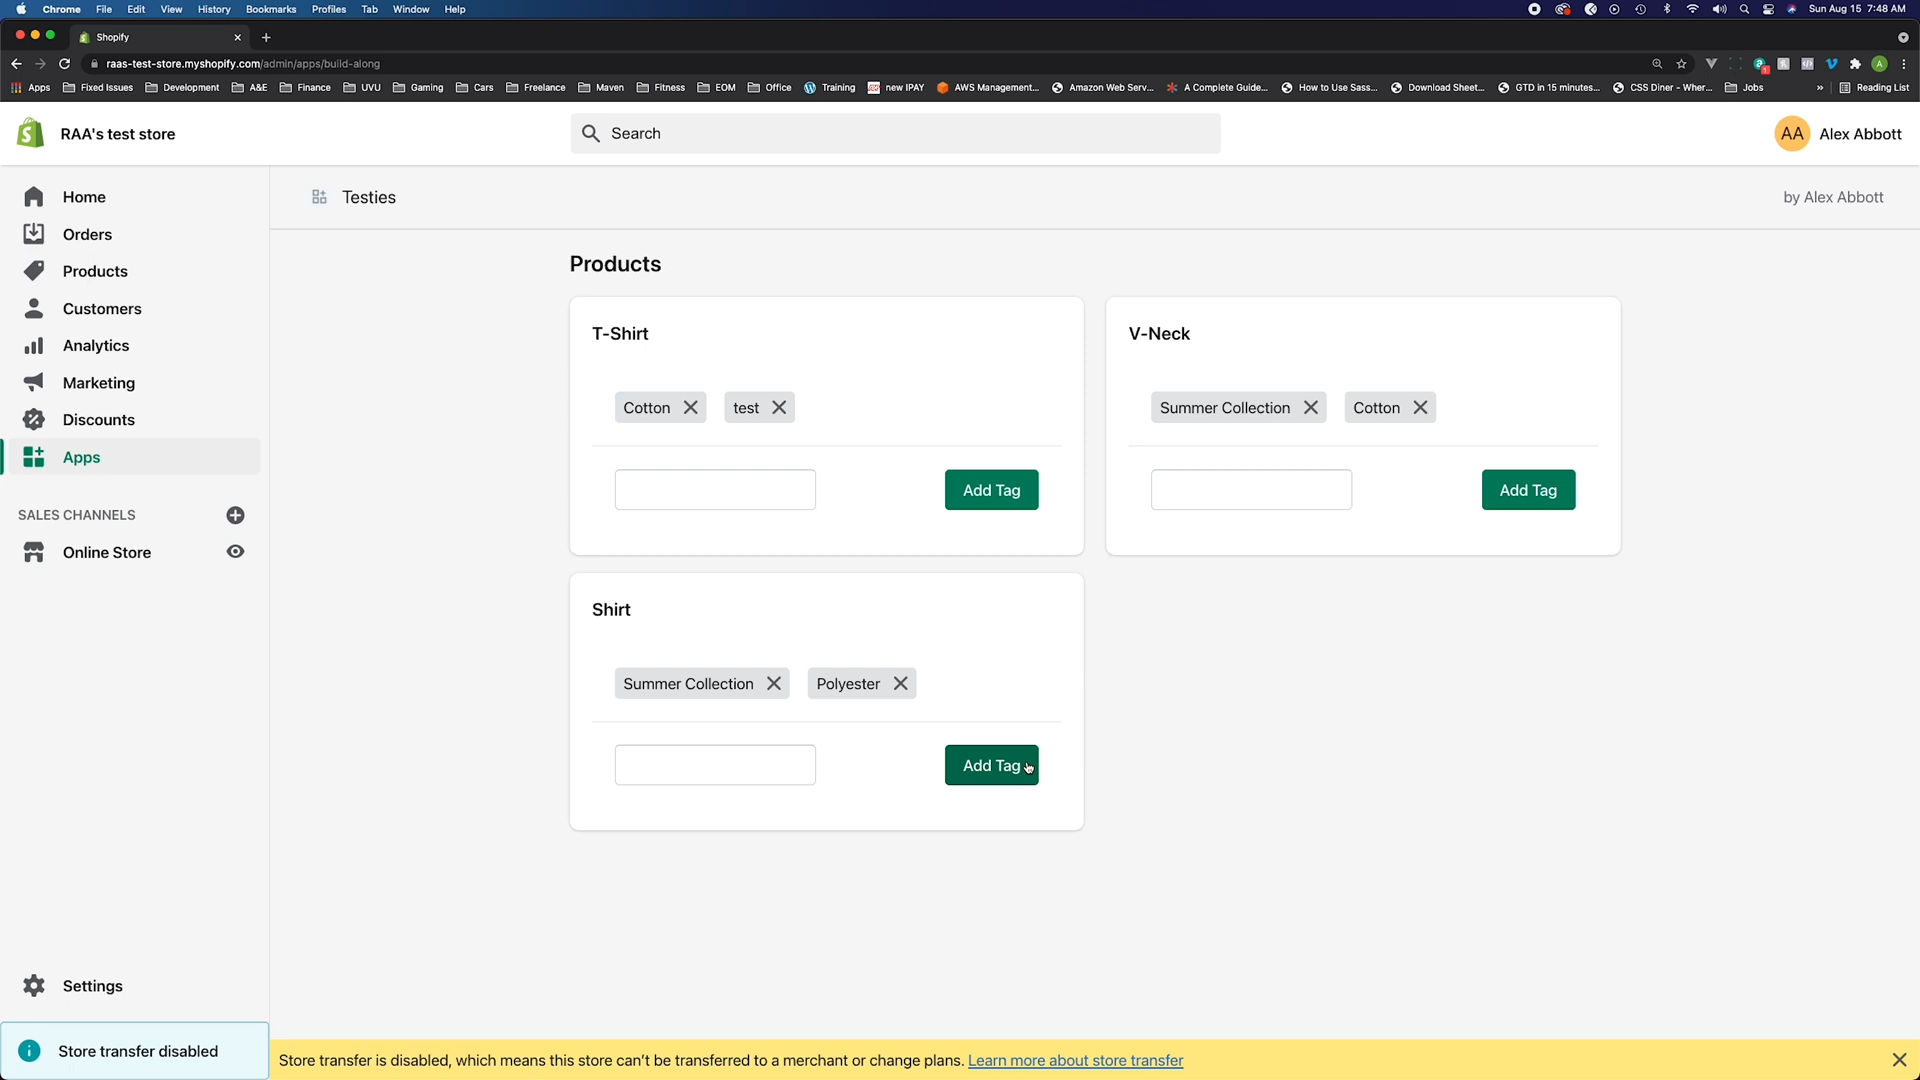 Chrome File Edit View History Bookmarks Profiles Tab Window Help Sun Aug 15 7:48 AM
Shopify
raas-test-store.myshopify.com/admin/apps/build-along
Apps Fixed Issues Development A&E Finance UVU Gaming Cars Freelance Maven Fitness EOM Office Training new IPAY AWS Management... Amazon Web Serv... A Complete Guide... How to Use Sass... Download Sheet... GTD in 15 minutes... CSS Diner - Wher... Jobs » Reading List
RAA's test store
Search
AA Alex Abbott
Home
Orders
Products
Customers
Analytics
Marketing
Discounts
Apps
SALES CHANNELS
Online Store
Settings
Store transfer disabled
Testies
by Alex Abbott
Products
T-Shirt
Cotton test
Add Tag
V-Neck
Summer Collection Cotton
Add Tag
Shirt
Summer Collection Polyester
Add Tag
Store transfer is disabled, which means this store can't be transferred to a merchant or change plans. Learn more about store transfer